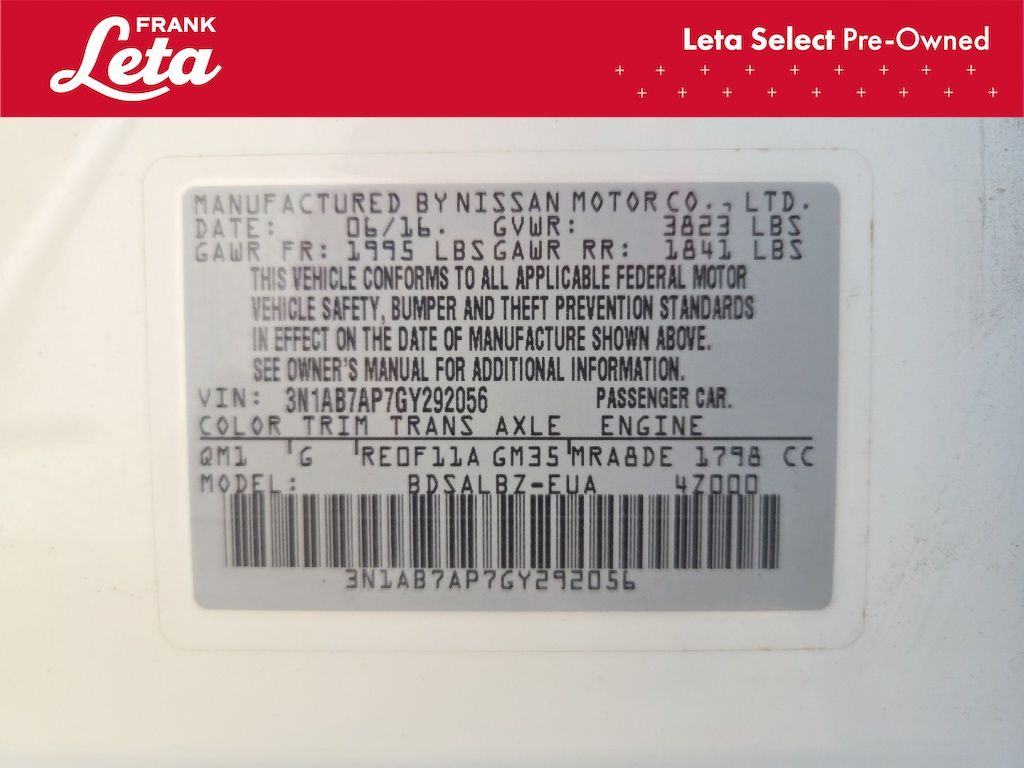 FRANK
Leta
Leta Select Pre-Owned
MANUFACTURED BY NISSAN MOTOR CO., LTD.
DATE: 06/16. GVWR: 3823 LBS
GAWR FR: 1995 LBS GAWR RR: 1841 LBS
THIS VEHICLE CONFORMS TO ALL APPLICABLE FEDERAL MOTOR
VEHICLE SAFETY, BUMPER AND THEFT PREVENTION STANDARDS
IN EFFECT ON THE DATE OF MANUFACTURE SHOWN ABOVE.
SEE OWNER'S MANUAL FOR ADDITIONAL INFORMATION.
VIN: 3N1AB7AP7GY292056 PASSENGER CAR.
COLOR TRIM TRANS AXLE ENGINE
QM1 G RE0F11A GM35 MRA8DE 1798 CC
MODEL: BDSALBZ-EUA 47000
3N1AB7AP7GY292056